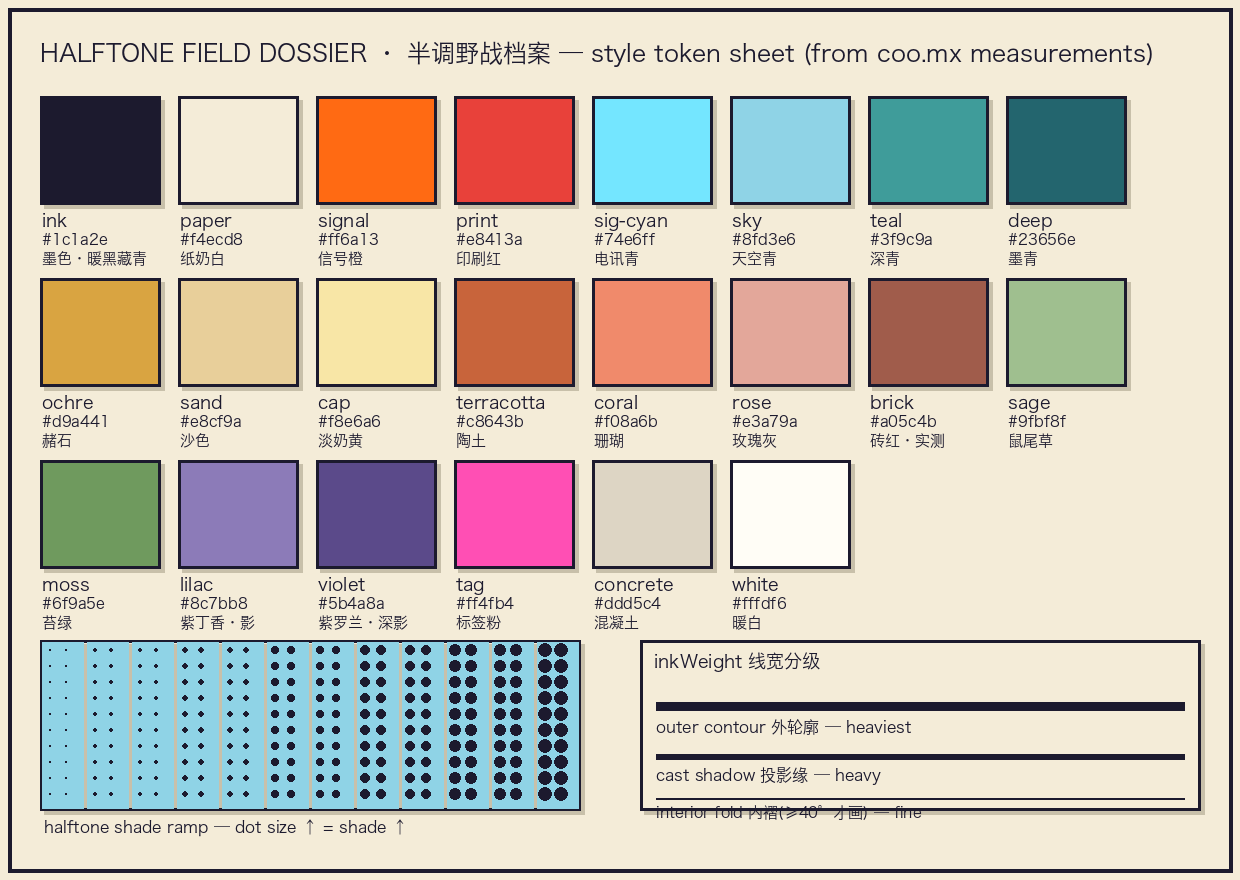 HALFTONE FIELD DOSSIER · 半调野战档案 — style token sheet (from coo.mx measurements)
ink paper signal print sig-cyan sky teal deep
#1c1a2e #f4ecd8 #ff6a13 #e8413a #74e6ff #8fd3e6 #3f9c9a #23656e
墨色·暖黑藏青 纸奶白 信号橙 印刷红 电讯青 天空青 深青 墨青
ochre sand cap terracotta coral rose brick sage
#d9a441 #e8cf9a #f8e6a6 #c8643b #f08a6b #e3a79a #a05c4b #9fbf8f
赭石 沙色 淡奶黄 陶土 珊瑚 玫瑰灰 砖红·实测 鼠尾草
moss lilac violet tag concrete white
#6f9a5e #8c7bb8 #5b4a8a #ff4fb4 #ddd5c4 #fffdf6
苔绿 紫丁香·影 紫罗兰·深影 标签粉 混凝土 暖白
inkWeight 线宽分级
outer contour 外轮廓 — heaviest
cast shadow 投影缘 — heavy
interior fold 内褶(≥40° 才画) — fine
halftone shade ramp — dot size ↑ = shade ↑